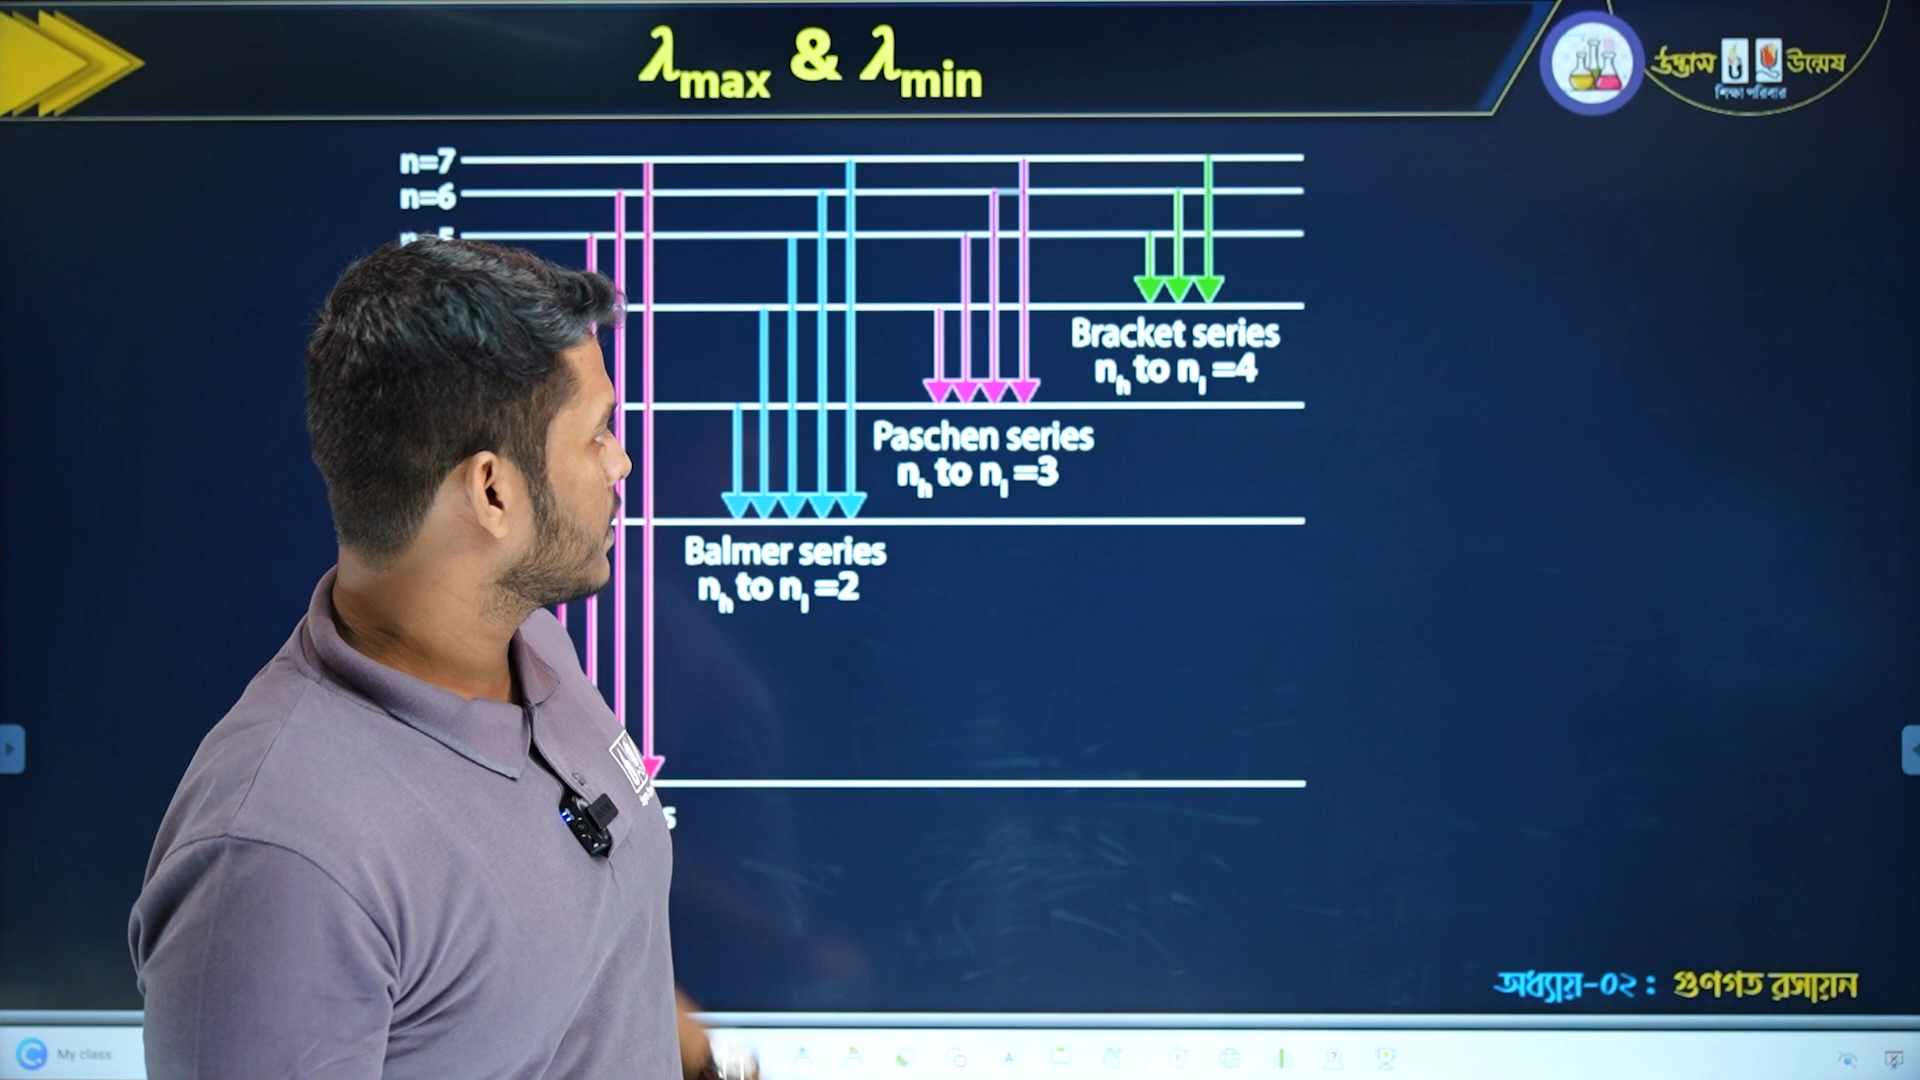 λmax & λmin
উদ্ভাস উন্মেষ
শিক্ষা পরিবার
n=7
n=6
n=5
Bracket series
nh to nl =4
Paschen series
nh to nl =3
Balmer series
nh to nl =2
অধ্যায়-০২ : গুণগত রসায়ন
My class